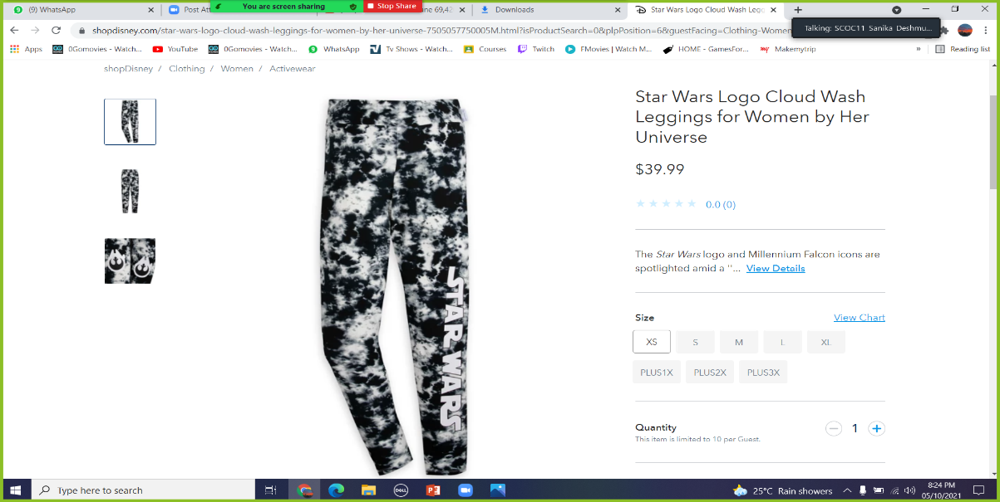 (9) WhatsApp
Post Att
You are screen sharing
Stop Share
ane 69,42
Downloads
Star Wars Logo Cloud Wash Legg
Talking: SCOC11 Sanika Deshmu...
shopdisney.com/star-wars-logo-cloud-wash-leggings-for-women-by-her-universe-7505057750005M.html?isProductSearch=0&plpPosition=6&guestFacing=Clothing-Women
Apps
0Gomovies - Watch...
YouTube
0Gomovies - Watch...
WhatsApp
Tv Shows - Watch...
Courses
Twitch
FMovies | Watch M...
HOME - GamesFor...
Makemytrip
»
Reading list
shopDisney / Clothing / Women / Activewear
Star Wars Logo Cloud Wash
Leggings for Women by Her
Universe
$39.99
0.0 (0)
The Star Wars logo and Millennium Falcon icons are
spotlighted amid a ''... View Details
Size
View Chart
XS S M L XL
PLUS1X PLUS2X PLUS3X
STAR WARS
Quantity
1
This item is limited to 10 per Guest.
Type here to search
DELL
25°C Rain showers
8:24 PM
05/10/2021